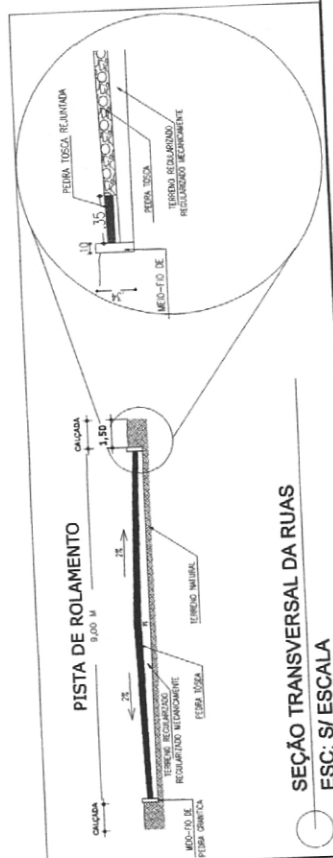 PISTA DE ROLAMENTO
9,00 M
CALÇADA
CALÇADA
1,50
2%
2%
TERRENO REGULARIZADO
REGULARIZADO MECANICAMENTE
PEDRA TOSCA
TERRENO NATURAL
MEIO-FIO DE
PEDRA GRANITICA
PEDRA TOSCA REJUNTADA
10
.35
PEDRA TOSCA
TERRENO REGULARIZADO
REGULARIZADO MECANICAMENTE
MEIO-FIO DE
SEÇÃO TRANSVERSAL DA RUAS
ESC: S/ ESCALA